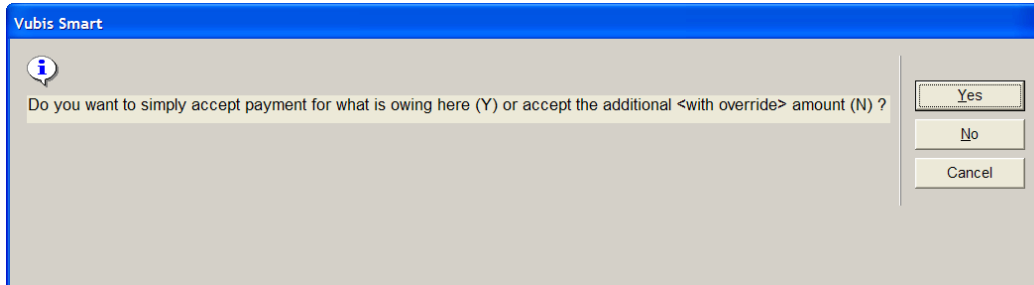 Vubis Smart
Do you want to simply accept payment for what is owing here (Y) or accept the additional <with override> amount (N) ?
Yes
No
Cancel